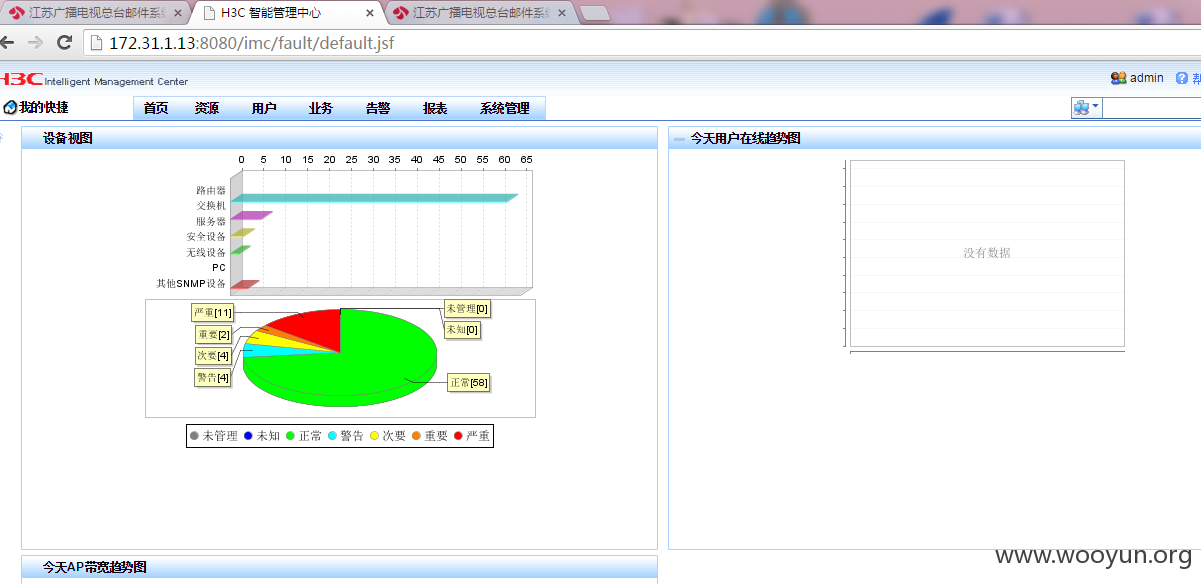 江苏广播电视总台邮件系统
H3C 智能管理中心
江苏广播电视总台邮件系统
172.31.1.13:8080/imc/fault/default.jsf
H3C Intelligent Management Center
admin
我的快捷
首页 资源 用户 业务 告警 报表 系统管理
设备视图
0 5 10 15 20 25 30 35 40 45 50 55 60 65
路由器
交换机
服务器
安全设备
无线设备
PC
其他SNMP设备
严重[11]
重要[2]
次要[4]
警告[4]
未管理[0]
未知[0]
正常[58]
未管理 未知 正常 警告 次要 重要 严重
今天用户在线趋势图
没有数据
今天AP带宽趋势图
www.wooyun.org